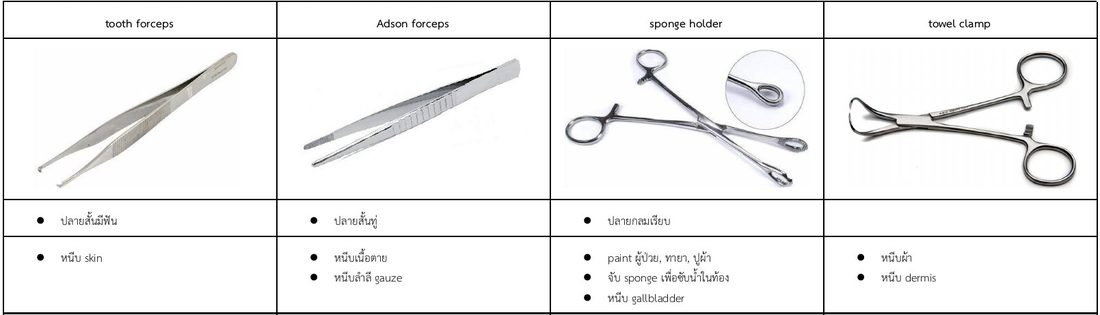 tooth forceps
Adson forceps
sponge holder
towel clamp
● ปลายสั้นมีฟัน
● ปลายสั้นทู่
● ปลายกลมเรียบ
● หนีบ skin
● หนีบเนื้อตาย
● หนีบสำลี gauze
● paint ผู้ป่วย, ทายา, ปูผ้า
● จับ sponge เพื่อซับน้ำในท้อง
● หนีบ gallbladder
● หนีบผ้า
● หนีบ dermis